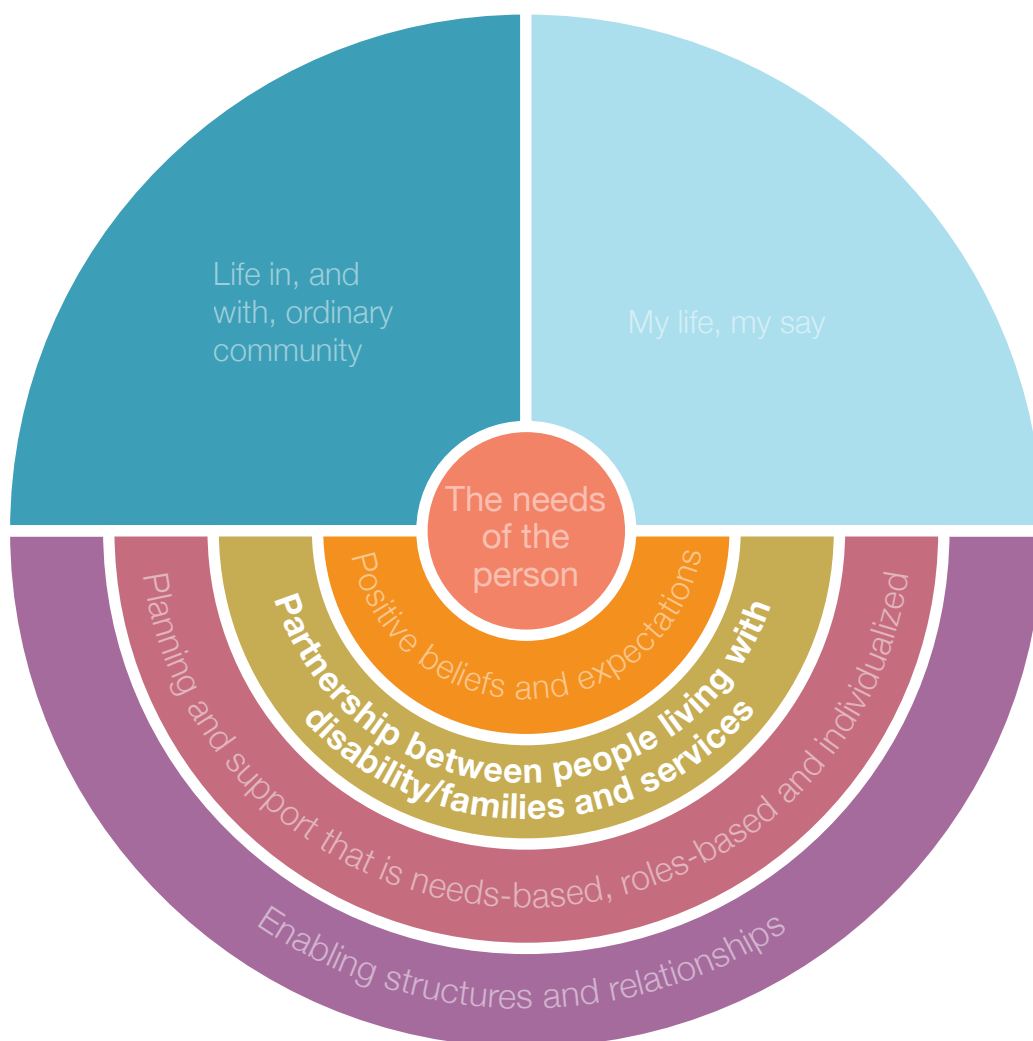 Life in, and
with, ordinary
community
My life, my say
The needs
of the
person
Positive beliefs and expectations
Partnership between people living with
disability/families and services
Planning and support that is needs-based, roles-based and individualized
Enabling structures and relationships